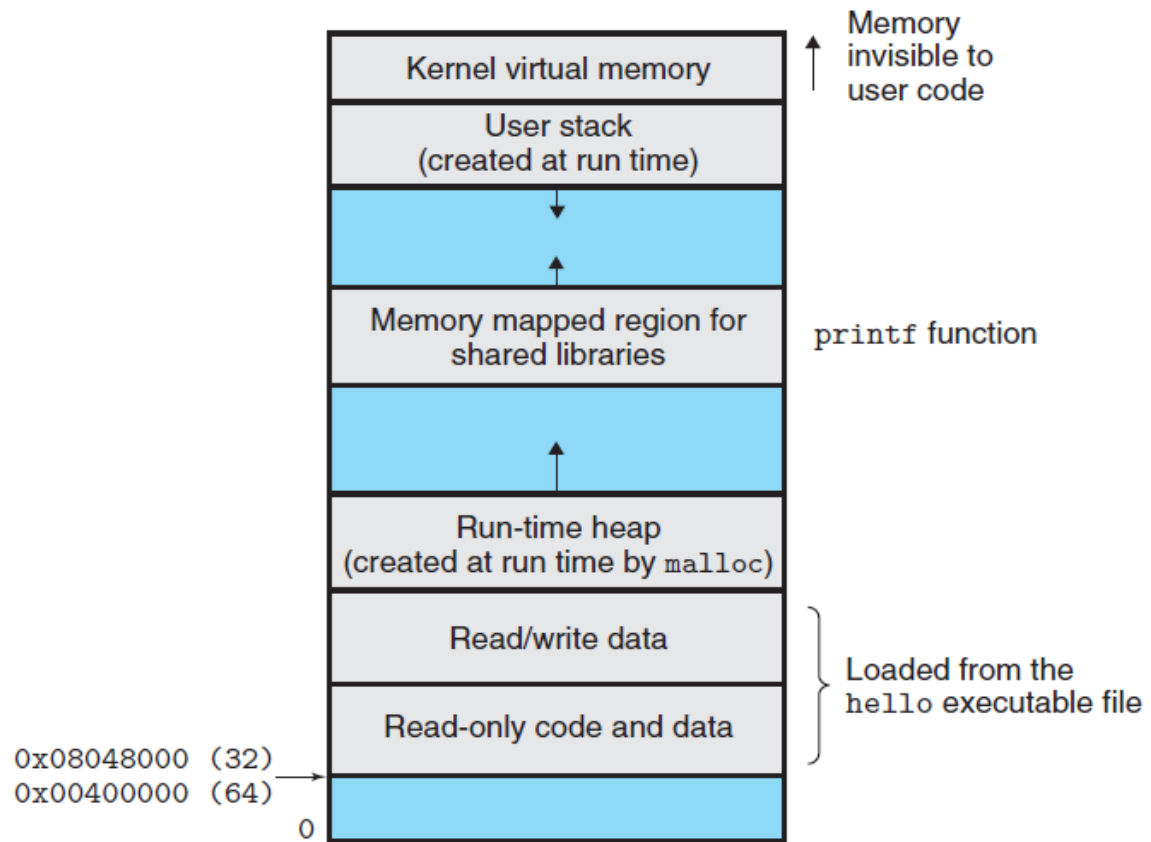 Memory
invisible to
user code
Kernel virtual memory
User stack
(created at run time)
Memory mapped region for
shared libraries
printf function
Run-time heap
(created at run time by malloc)
Read/write data
Loaded from the
hello executable file
Read-only code and data
0x08048000 (32)
0x00400000 (64)
0